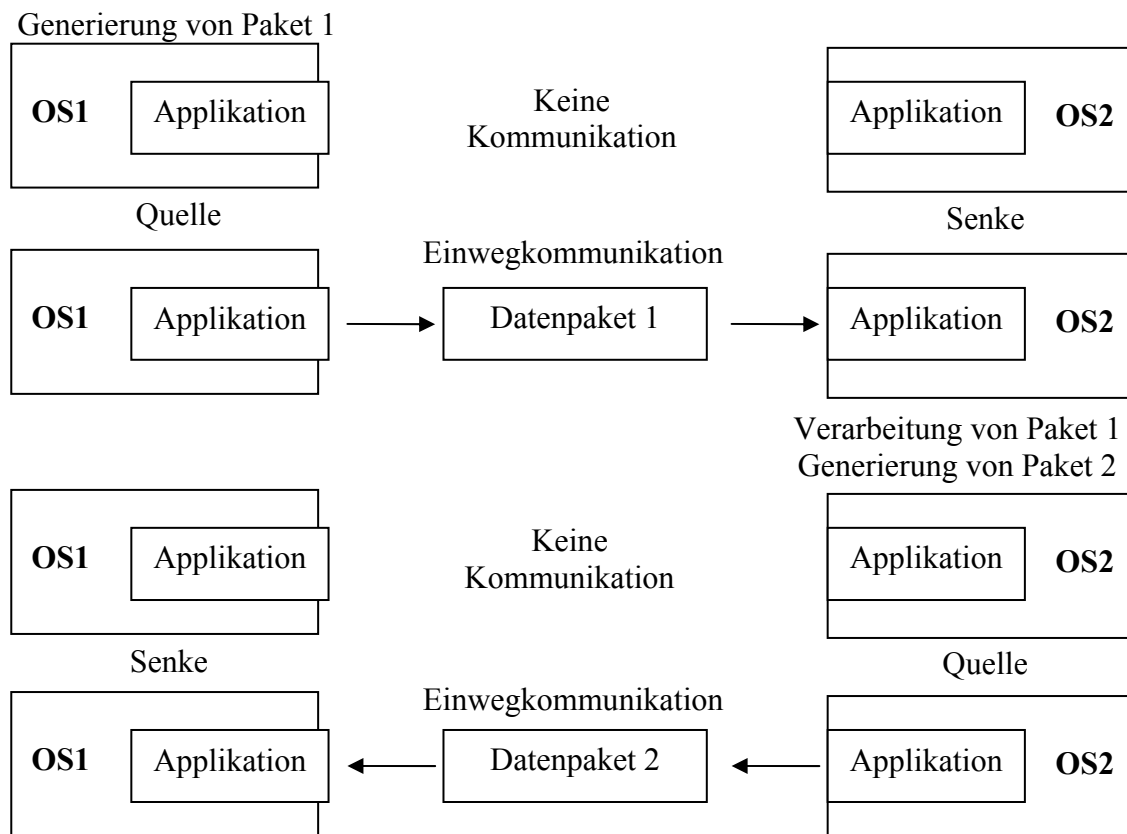 Generierung von Paket 1
OS1 Applikation Keine Kommunikation Applikation OS2
Quelle Senke
Einwegkommunikation
OS1 Applikation Datenpaket 1 Applikation OS2
Verarbeitung von Paket 1
Generierung von Paket 2
OS1 Applikation Keine Kommunikation Applikation OS2
Senke Quelle
Einwegkommunikation
OS1 Applikation Datenpaket 2 Applikation OS2